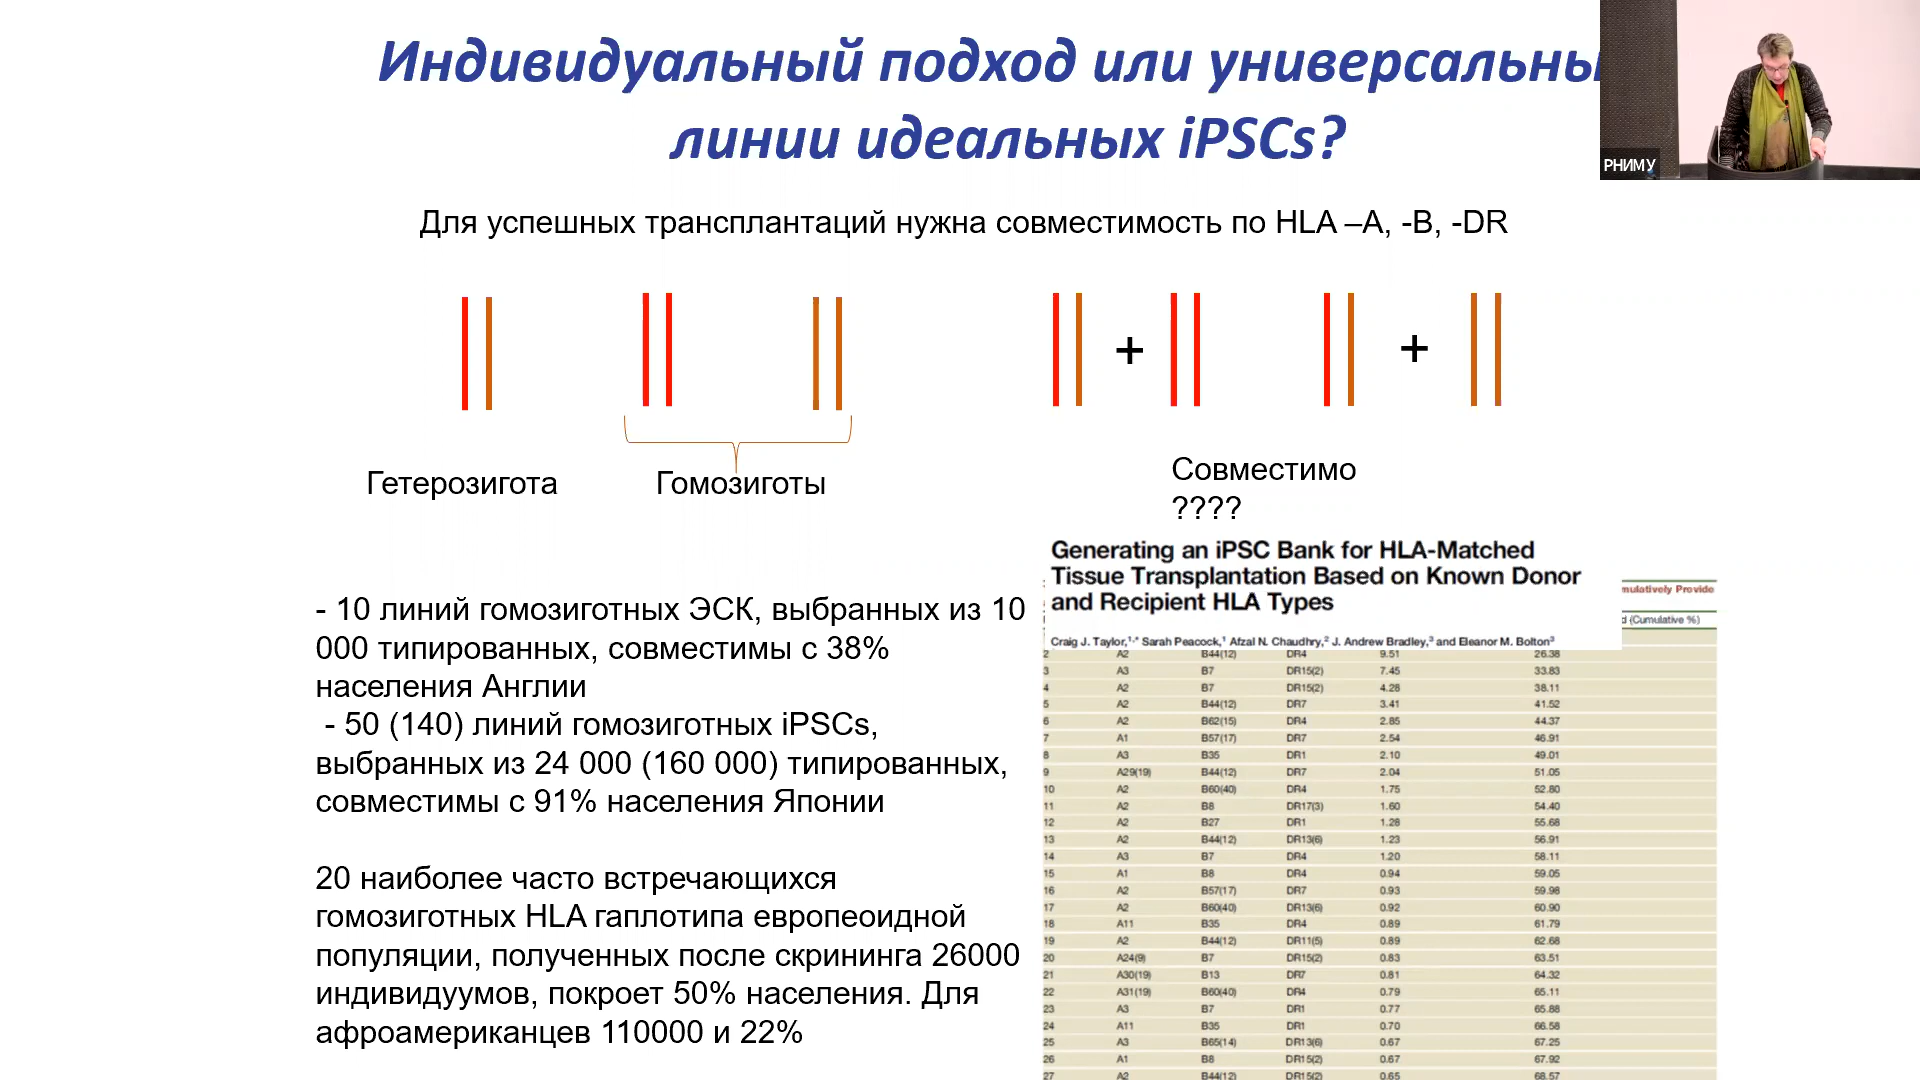 Индивидуальный подход или универсальны
линии идеальных iPSCs?
РНИМУ
Для успешных трансплантаций нужна совместимость по HLA –A, -B, -DR
+ +
Гетерозигота
Гомозиготы
Совместимо
????
- 10 линий гомозиготных ЭСК, выбранных из 10
000 типированных, совместимы с 38%
населения Англии
- 50 (140) линий гомозиготных iPSCs,
выбранных из 24 000 (160 000) типированных,
совместимы с 91% населения Японии
20 наиболее часто встречающихся
гомозиготных HLA гаплотипа европеоидной
популяции, полученных после скрининга 26000
индивидуумов, покроет 50% населения. Для
афроамериканцев 110000 и 22%
Generating an iPSC Bank for HLA-Matched
Tissue Transplantation Based on Known Donor
and Recipient HLA Types
Craig J. Taylor,1,* Sarah Peacock,1 Afzal N. Chaudhry,2 J. Andrew Bradley,3 and Eleanor M. Bolton3
mulatively Provide
d (Cumulative %)
2 A2 B44(12) DR4 9.51 26.38
3 A3 B7 DR15(2) 7.45 33.83
4 A2 B7 DR15(2) 4.28 38.11
5 A2 B44(12) DR7 3.41 41.52
6 A2 B62(15) DR4 2.85 44.37
7 A1 B57(17) DR7 2.54 46.91
8 A3 B35 DR1 2.10 49.01
9 A29(19) B44(12) DR7 2.04 51.05
10 A2 B60(40) DR4 1.75 52.80
11 A2 B8 DR17(3) 1.60 54.40
12 A2 B27 DR1 1.28 55.68
13 A2 B44(12) DR13(6) 1.23 56.91
14 A3 B7 DR4 1.20 58.11
15 A1 B8 DR4 0.94 59.05
16 A2 B57(17) DR7 0.93 59.98
17 A2 B60(40) DR13(6) 0.92 60.90
18 A11 B35 DR4 0.89 61.79
19 A2 B44(12) DR11(5) 0.89 62.68
20 A24(9) B7 DR15(2) 0.83 63.51
21 A30(19) B13 DR7 0.81 64.32
22 A31(19) B60(40) DR4 0.79 65.11
23 A3 B7 DR1 0.77 65.88
24 A11 B35 DR1 0.70 66.58
25 A3 B65(14) DR13(6) 0.67 67.25
26 A1 B8 DR15(2) 0.67 67.92
27 A2 B44(12) DR15(2) 0.65 68.57